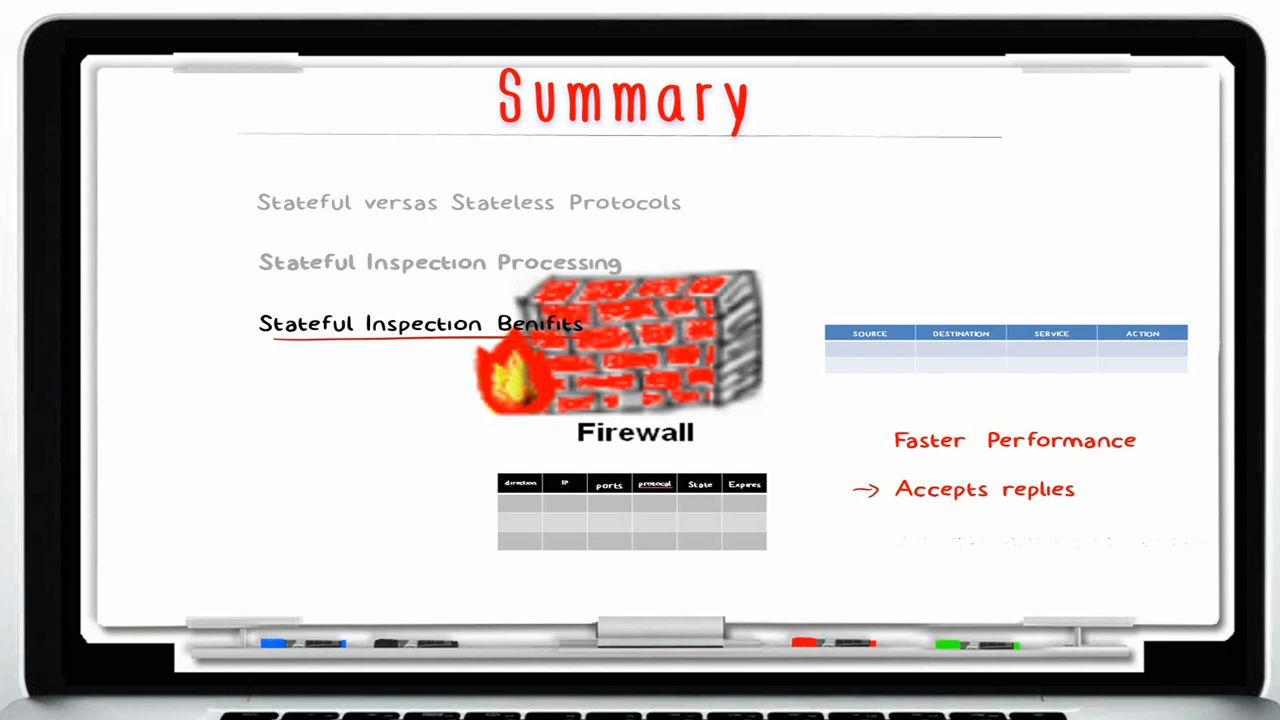 Summary
Stateful versas Stateless Protocols
Stateful Inspection Processing
Stateful Inspection Benifits
SOURCE DESTINATION SERVICE ACTION
Firewall
Faster Performance
direction IP ports protocal State Expires
→ Accepts replies